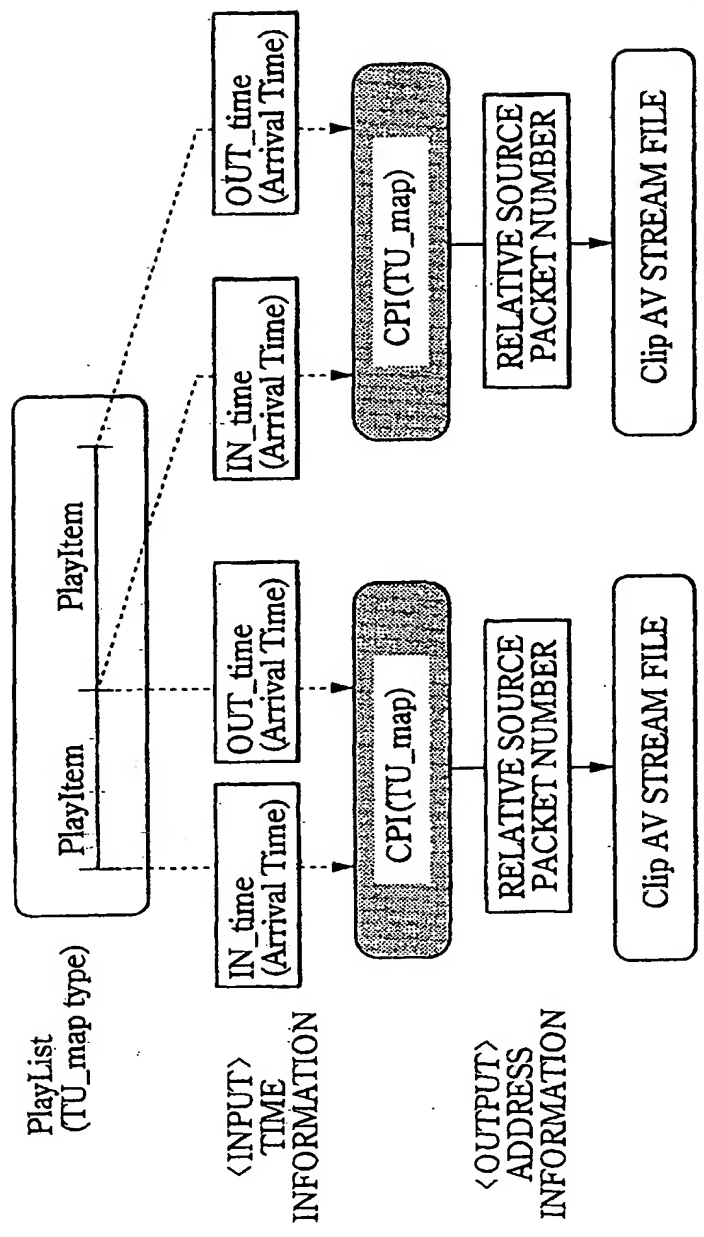 PlayList
(TU_map type)
PlayItem
PlayItem
<INPUT>
TIME
INFORMATION
IN_time
(Arrival Time)
OUT_time
(Arrival Time)
IN_time
(Arrival Time)
OUT_time
(Arrival Time)
CPI(TU_map)
CPI(TU_map)
<OUTPUT>
ADDRESS
INFORMATION
RELATIVE SOURCE
PACKET NUMBER
RELATIVE SOURCE
PACKET NUMBER
Clip AV STREAM FILE
Clip AV STREAM FILE